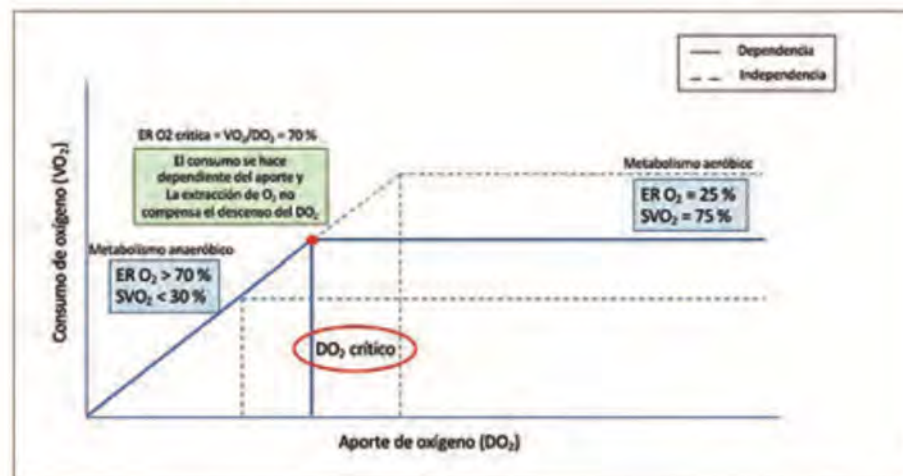 Dependencia
Independencia
ER O2 crítica = VO₂/DO₂ = 70 %
El consumo se hace
dependiente del aporte y
La extracción de O₂ no
compensa el descenso del DO₂
Metabolismo aeróbico
ER O₂ = 25 %
SVO₂ = 75 %
Metabolismo anaeróbico
ER O₂ > 70 %
SVO₂ < 30 %
DO₂ crítico
Consumo de oxígeno (VO₂)
Aporte de oxígeno (DO₂)